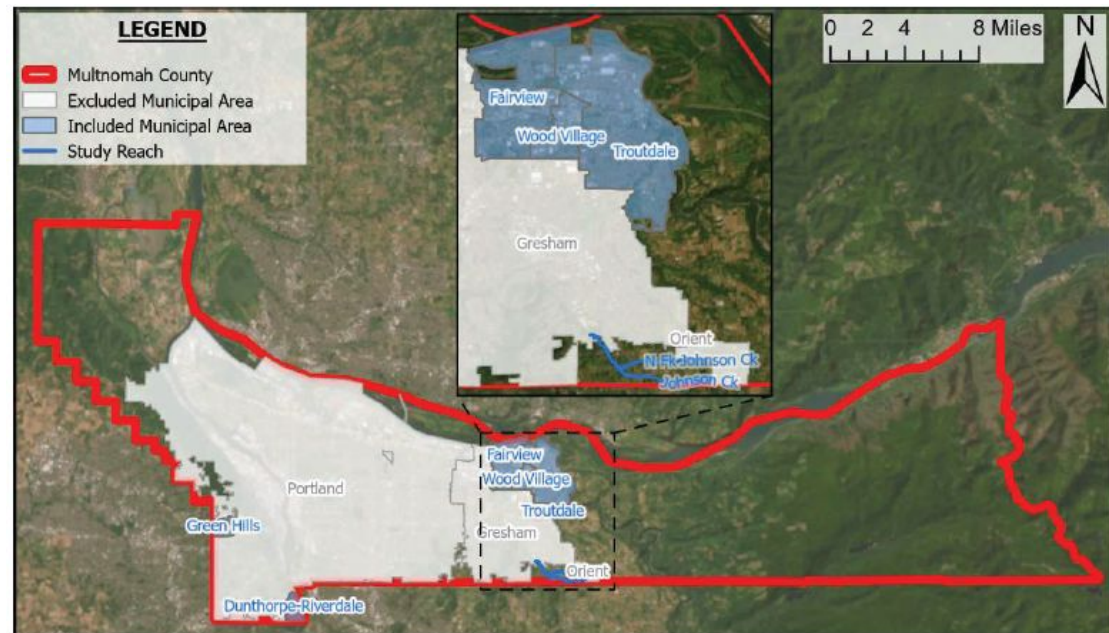 LEGEND
Multnomah County
Excluded Municipal Area
Included Municipal Area
Study Reach
0 2 4 8 Miles
N
Fairview
Wood Village
Troutdale
Gresham
Orient
N Fk Johnson Ck
Johnson Ck
Fairview
Wood Village
Portland
Troutdale
Green Hills
Gresham
Orient
Dunthorpe-Riverdale